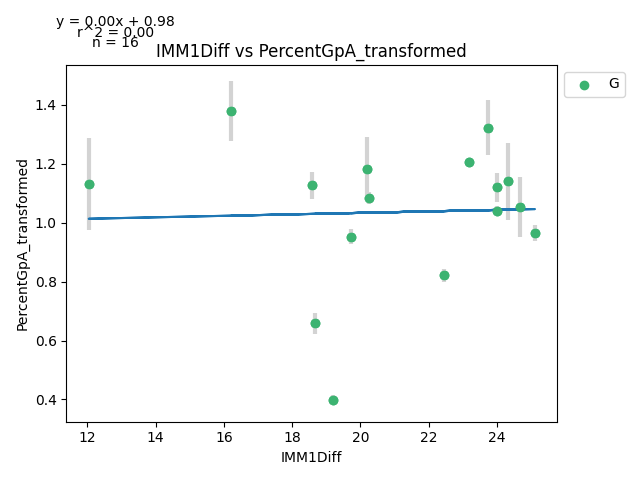 y = 0.00x + 0.98
r^2 = 0.00
n = 16
IMM1Diff vs PercentGpA_transformed
G
PercentGpA_transformed
1.4
1.2
1.0
0.8
0.6
0.4
12 14 16 18 20 22 24
IMM1Diff